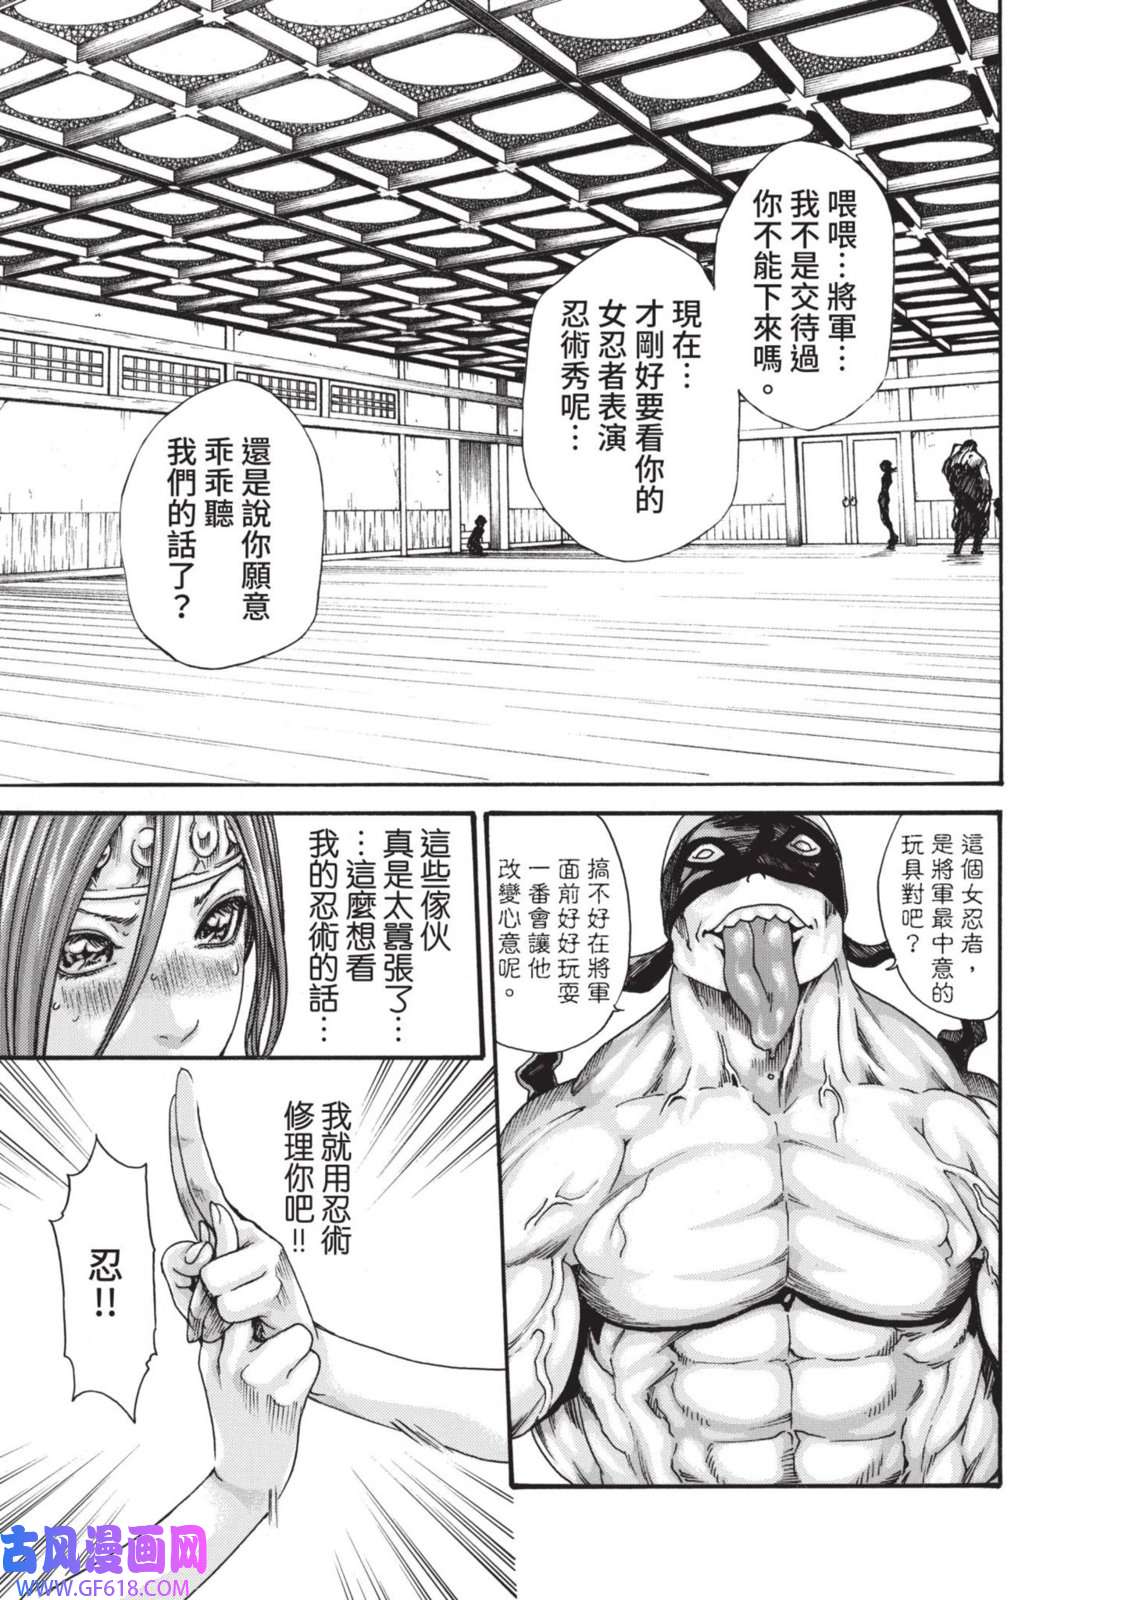 喂喂…將軍…
我不是交待過
你不能下來嗎。
現在…
才剛好要看你的
女忍者表演
忍術秀呢…
還是說你願意
乖乖聽
我們的話了？
這個女忍者，
是將軍最中意的
玩具對吧？
搞不好在將軍
面前好好玩耍
一番會讓他
改變心意呢。
這些傢伙
真是太囂張了…
…這麼想看
我的忍術的話…
我就用忍術
修理你吧!!
忍!!
古风漫画网
WWW.GF618.COM